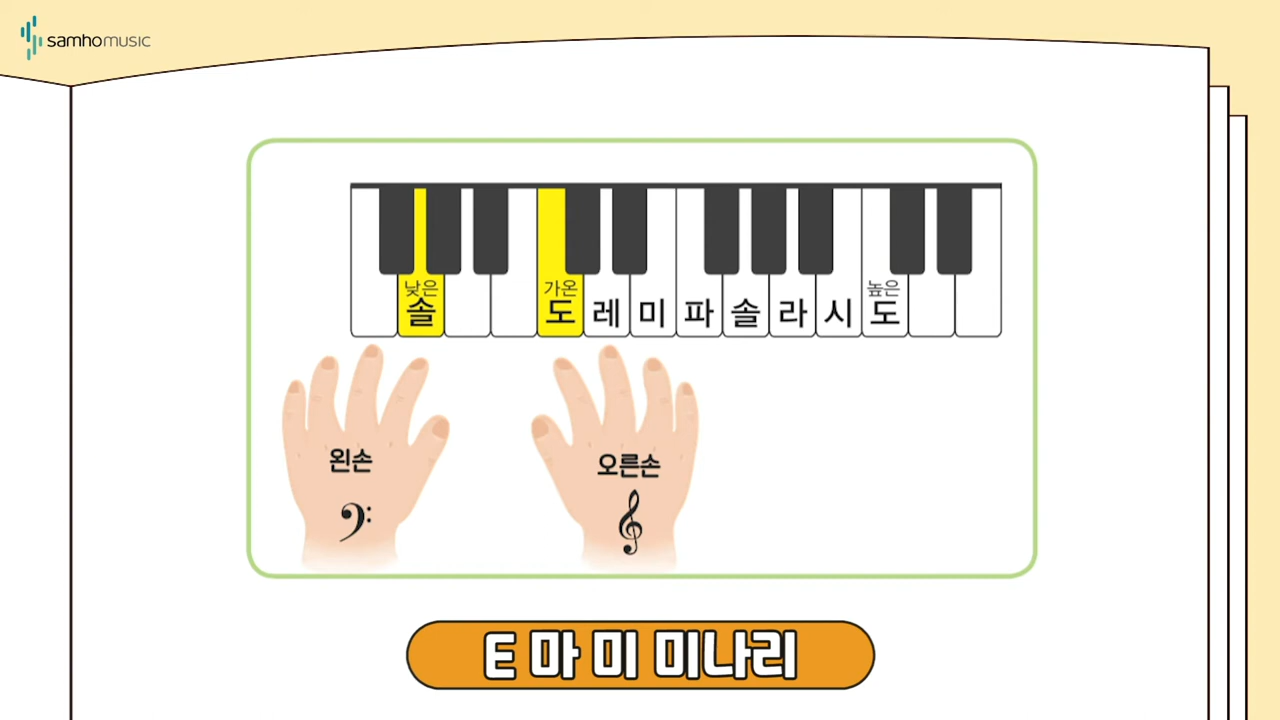 samhomusic
낮은 가온 높은
솔 도 레 미 파 솔 라 시 도
왼손 오른손
E 마 미 미나리